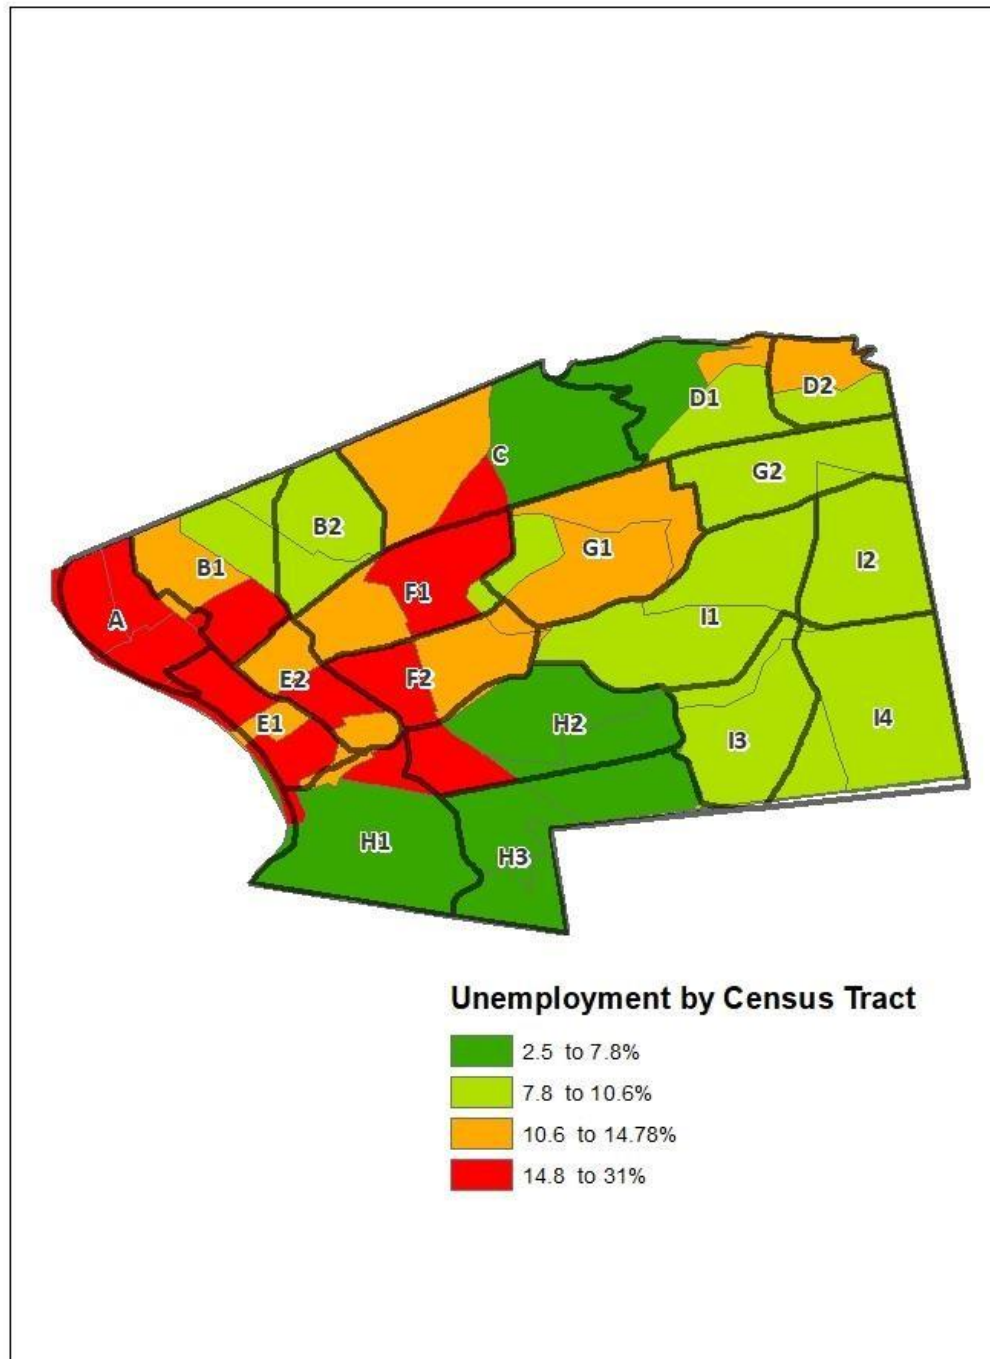 D1
D2
C
G2
B2
G1
I2
B1
F1
I1
A
E2
F2
E1
H2
I3
I4
H1
H3
Unemployment by Census Tract
2.5 to 7.8%
7.8 to 10.6%
10.6 to 14.78%
14.8 to 31%